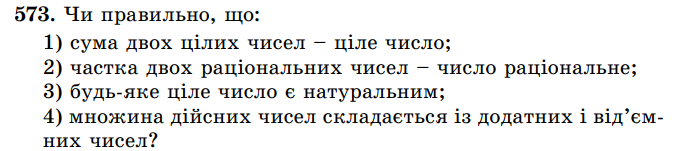 573. Чи правильно, що:
1) сума двох цілих чисел – ціле число;
2) частка двох раціональних чисел – число раціональне;
3) будь-яке ціле число є натуральним;
4) множина дійсних чисел складається із додатних і від’єм-
них чисел?